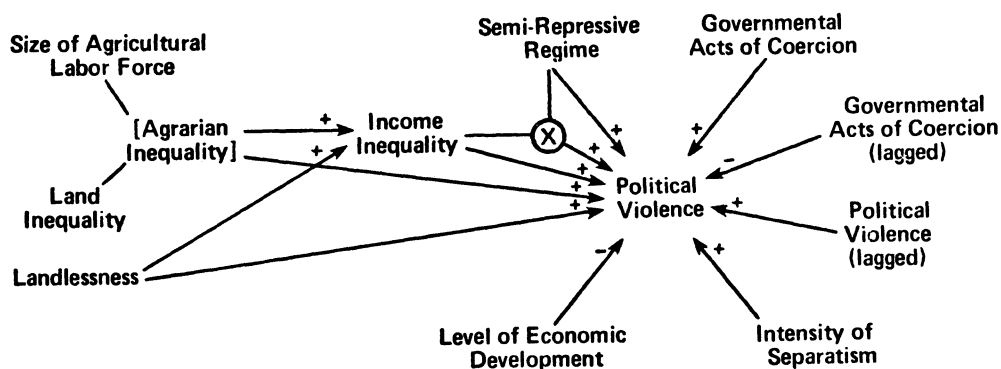 Size of Agricultural
Labor Force
[Agrarian
Inequality]
Land
Inequality
Landlessness
+
+
Income
Inequality
Semi-Repressive
Regime
X
+
+
+
+
+
Political
Violence
Governmental
Acts of Coercion
+
Governmental
Acts of Coercion
(lagged)
-
Political
Violence
(lagged)
+
Level of Economic
Development
-
Intensity of
Separatism
+